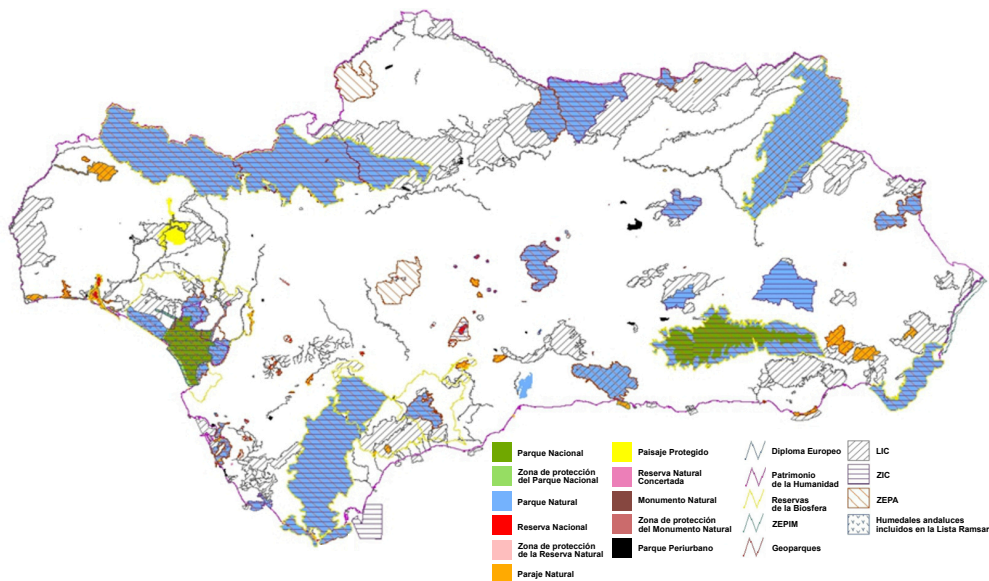 Parque Nacional
Zona de protección
del Parque Nacional
Parque Natural
Reserva Nacional
Zona de protección
de la Reserva Natural
Paraje Natural
Paisaje Protegido
Reserva Natural
Concertada
Monumento Natural
Zona de protección
del Monumento Natural
Parque Periurbano
Diploma Europeo
Patrimonio
de la Humanidad
Reservas
de la Biosfera
ZEPIM
Geoparques
LIC
ZIC
ZEPA
Humedales andaluces
incluidos en la Lista Ramsar